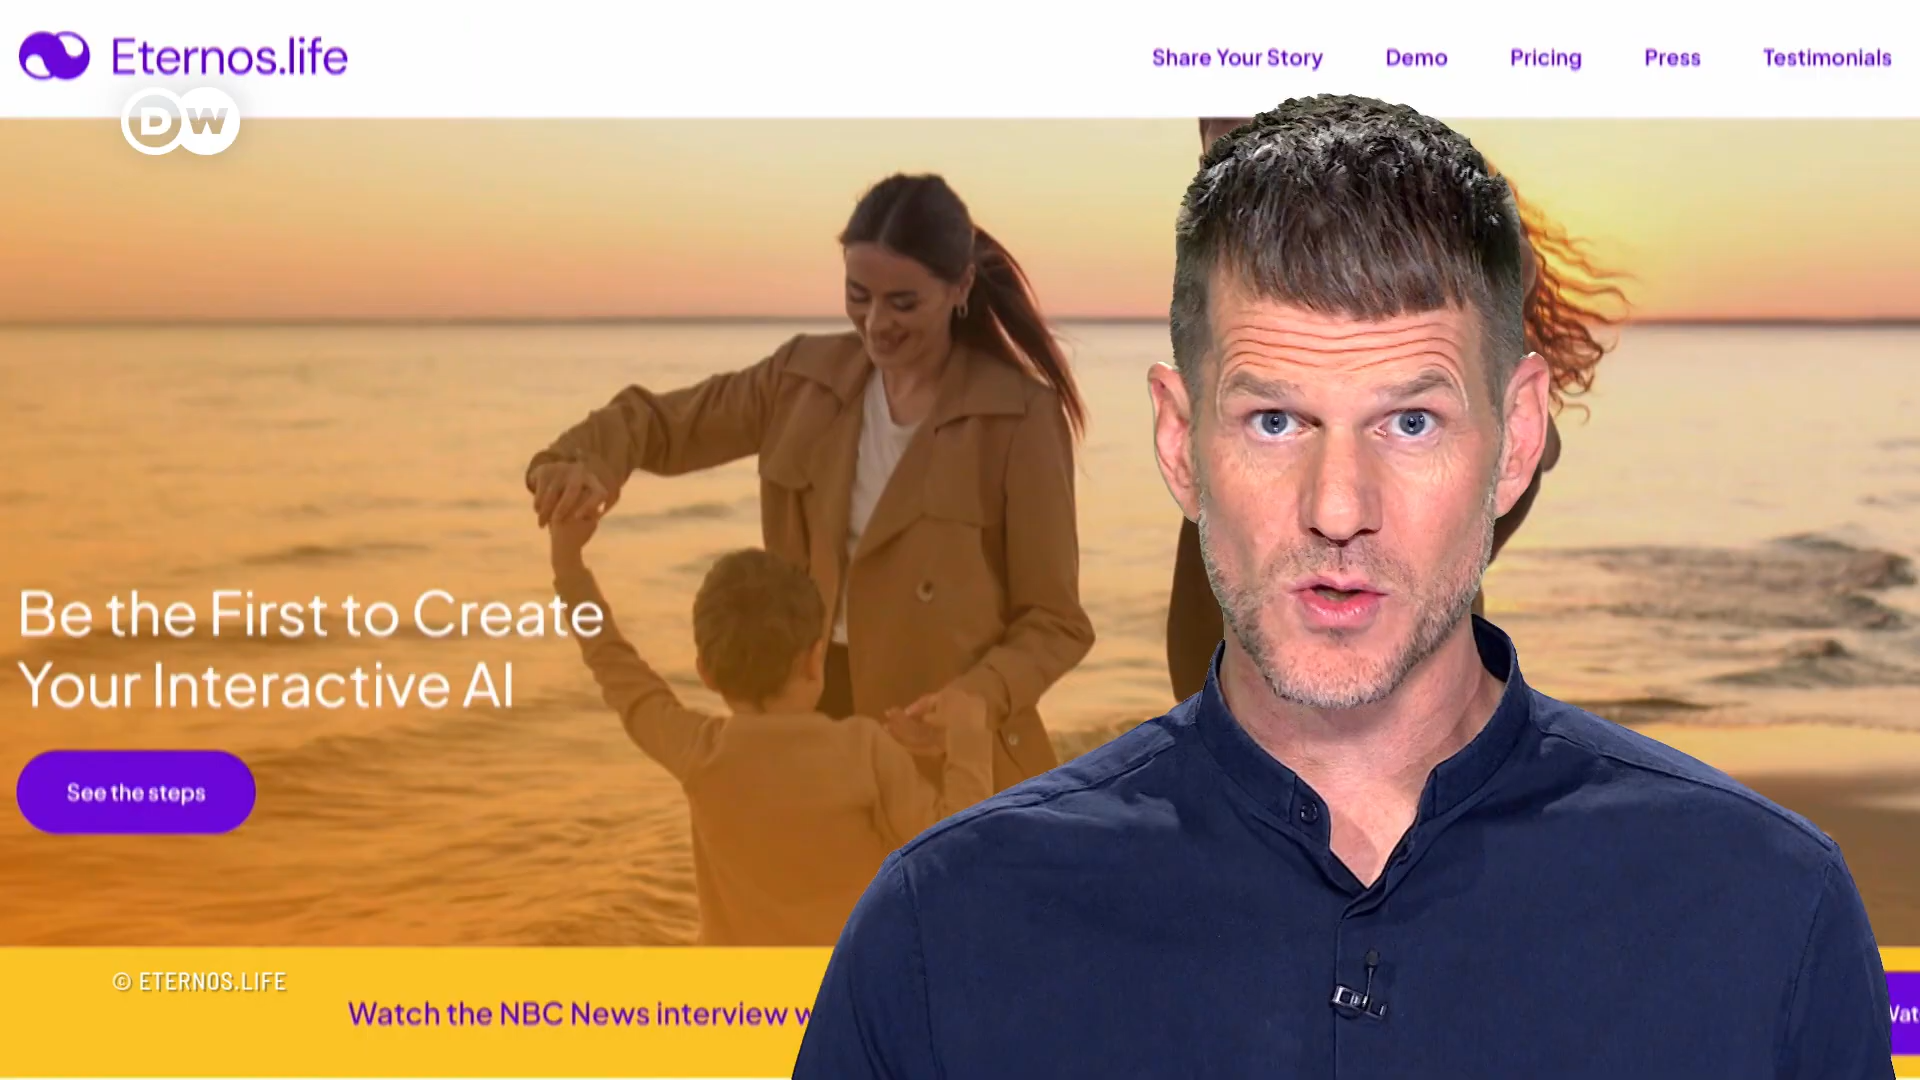 Eternos.life
Share Your Story
Demo
Pricing
Press
Testimonials
DW
Be the First to Create
Your Interactive AI
See the steps
© ETERNOS.LIFE
Watch the NBC News interview